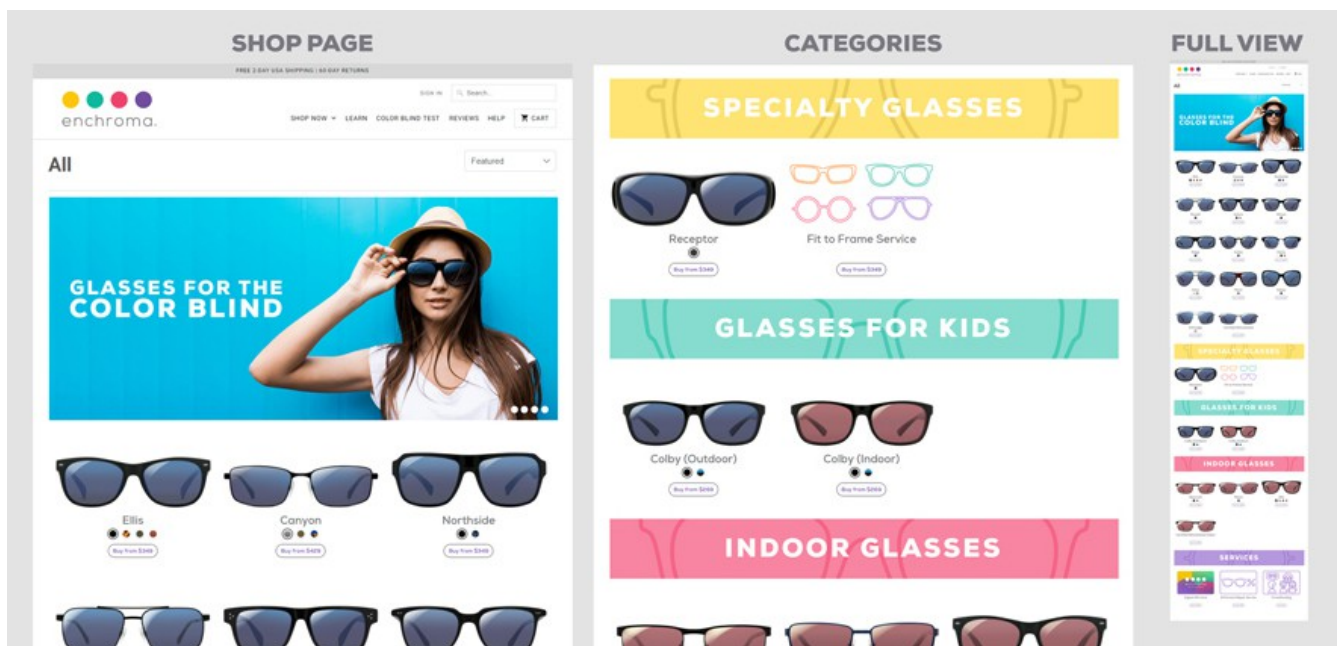 SHOP PAGE
FREE 2-DAY USA SHIPPING | 60-DAY RETURNS
enchroma.
SIGN IN
Search...
SHOP NOW
LEARN
COLOR BLIND TEST
REVIEWS
HELP
CART
All
Featured
GLASSES FOR THE
COLOR BLIND
Ellis
Canyon
Northside
Buy from $349
Buy from $429
Buy from $349
CATEGORIES
SPECIALTY GLASSES
Receptor
Fit to Frame Service
Buy from $349
Buy from $349
GLASSES FOR KIDS
Colby (Outdoor)
Colby (Indoor)
Buy from $269
Buy from $269
INDOOR GLASSES
FULL VIEW
enchroma.
All
GLASSES FOR THE
COLOR BLIND
SPECIALTY GLASSES
GLASSES FOR KIDS
INDOOR GLASSES
SERVICES